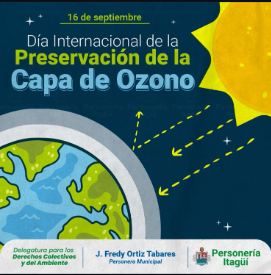 16 de septiembre
Día Internacional de la
Preservación de la
Capa de Ozono
Delegatura para los
Derechos Colectivos
y del Ambiente
J. Fredy Ortiz Tabares
Personero Municipal
Personería
Itagüí